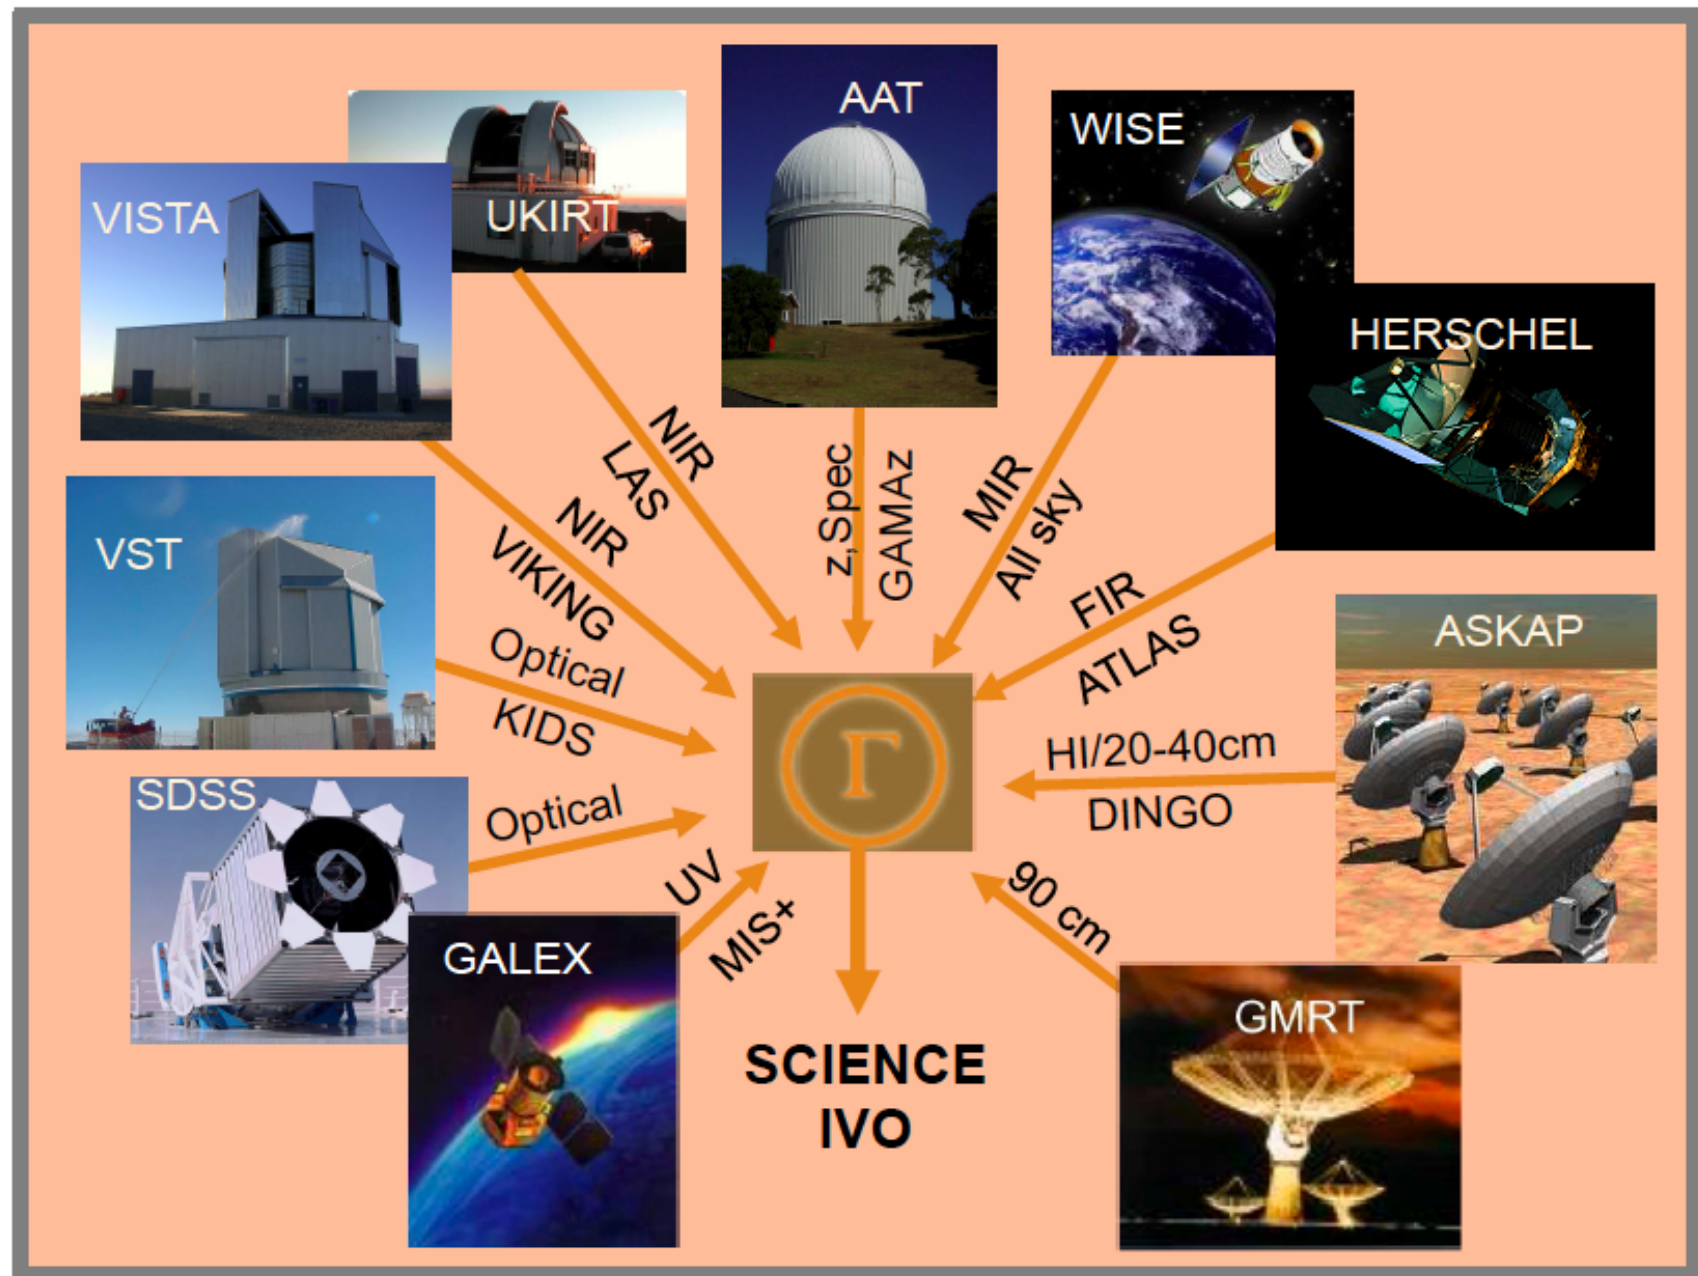 AAT
WISE
UKIRT
VISTA
HERSCHEL
NIR
LAS
z,Spec
GAMAz
MIR
All sky
NIR
VIKING
FIR
ATLAS
VST
Optical
KIDS
ASKAP
HI/20-40cm
DINGO
Γ
SDSS
Optical
UV
MIS+
90 cm
GALEX
GMRT
SCIENCE
IVO